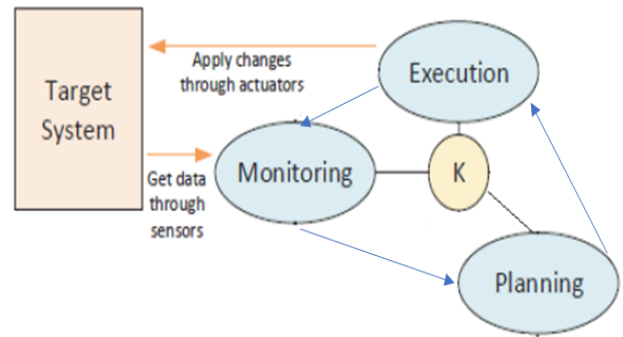 Target
System
Apply changes
through actuators
Execution
Get data
through
sensors
Monitoring
K
Planning